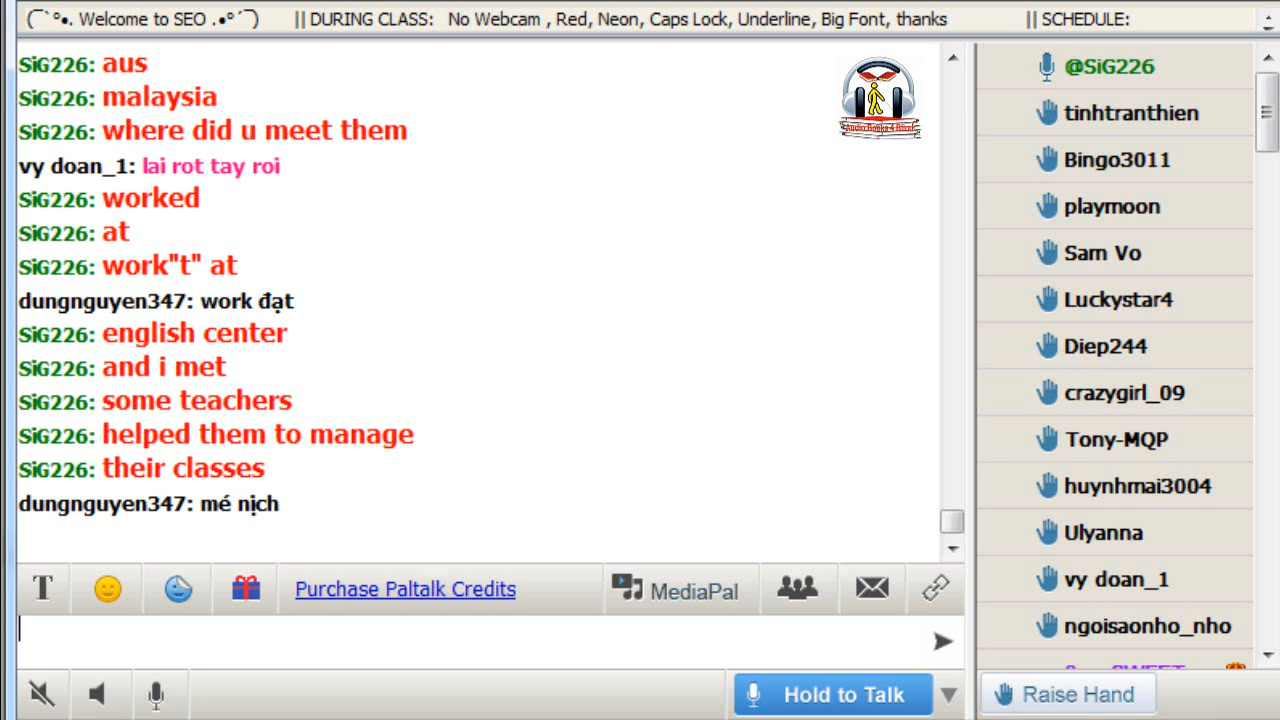 (¯`°•. Welcome to SEO .•°´¯) || DURING CLASS: No Webcam , Red, Neon, Caps Lock, Underline, Big Font, thanks || SCHEDULE:
SiG226: aus
SiG226: malaysia
SiG226: where did u meet them
vy doan_1: lai rot tay roi
SiG226: worked
SiG226: at
SiG226: work"t" at
dungnguyen347: work đạt
SiG226: english center
SiG226: and i met
SiG226: some teachers
SiG226: helped them to manage
SiG226: their classes
dungnguyen347: mé nịch
T
Purchase Paltalk Credits
MediaPal
Hold to Talk
@SiG226
tinhtranthien
Bingo3011
playmoon
Sam Vo
Luckystar4
Diep244
crazygirl_09
Tony-MQP
huynhmai3004
Ulyanna
vy doan_1
ngoisaonho_nho
Raise Hand